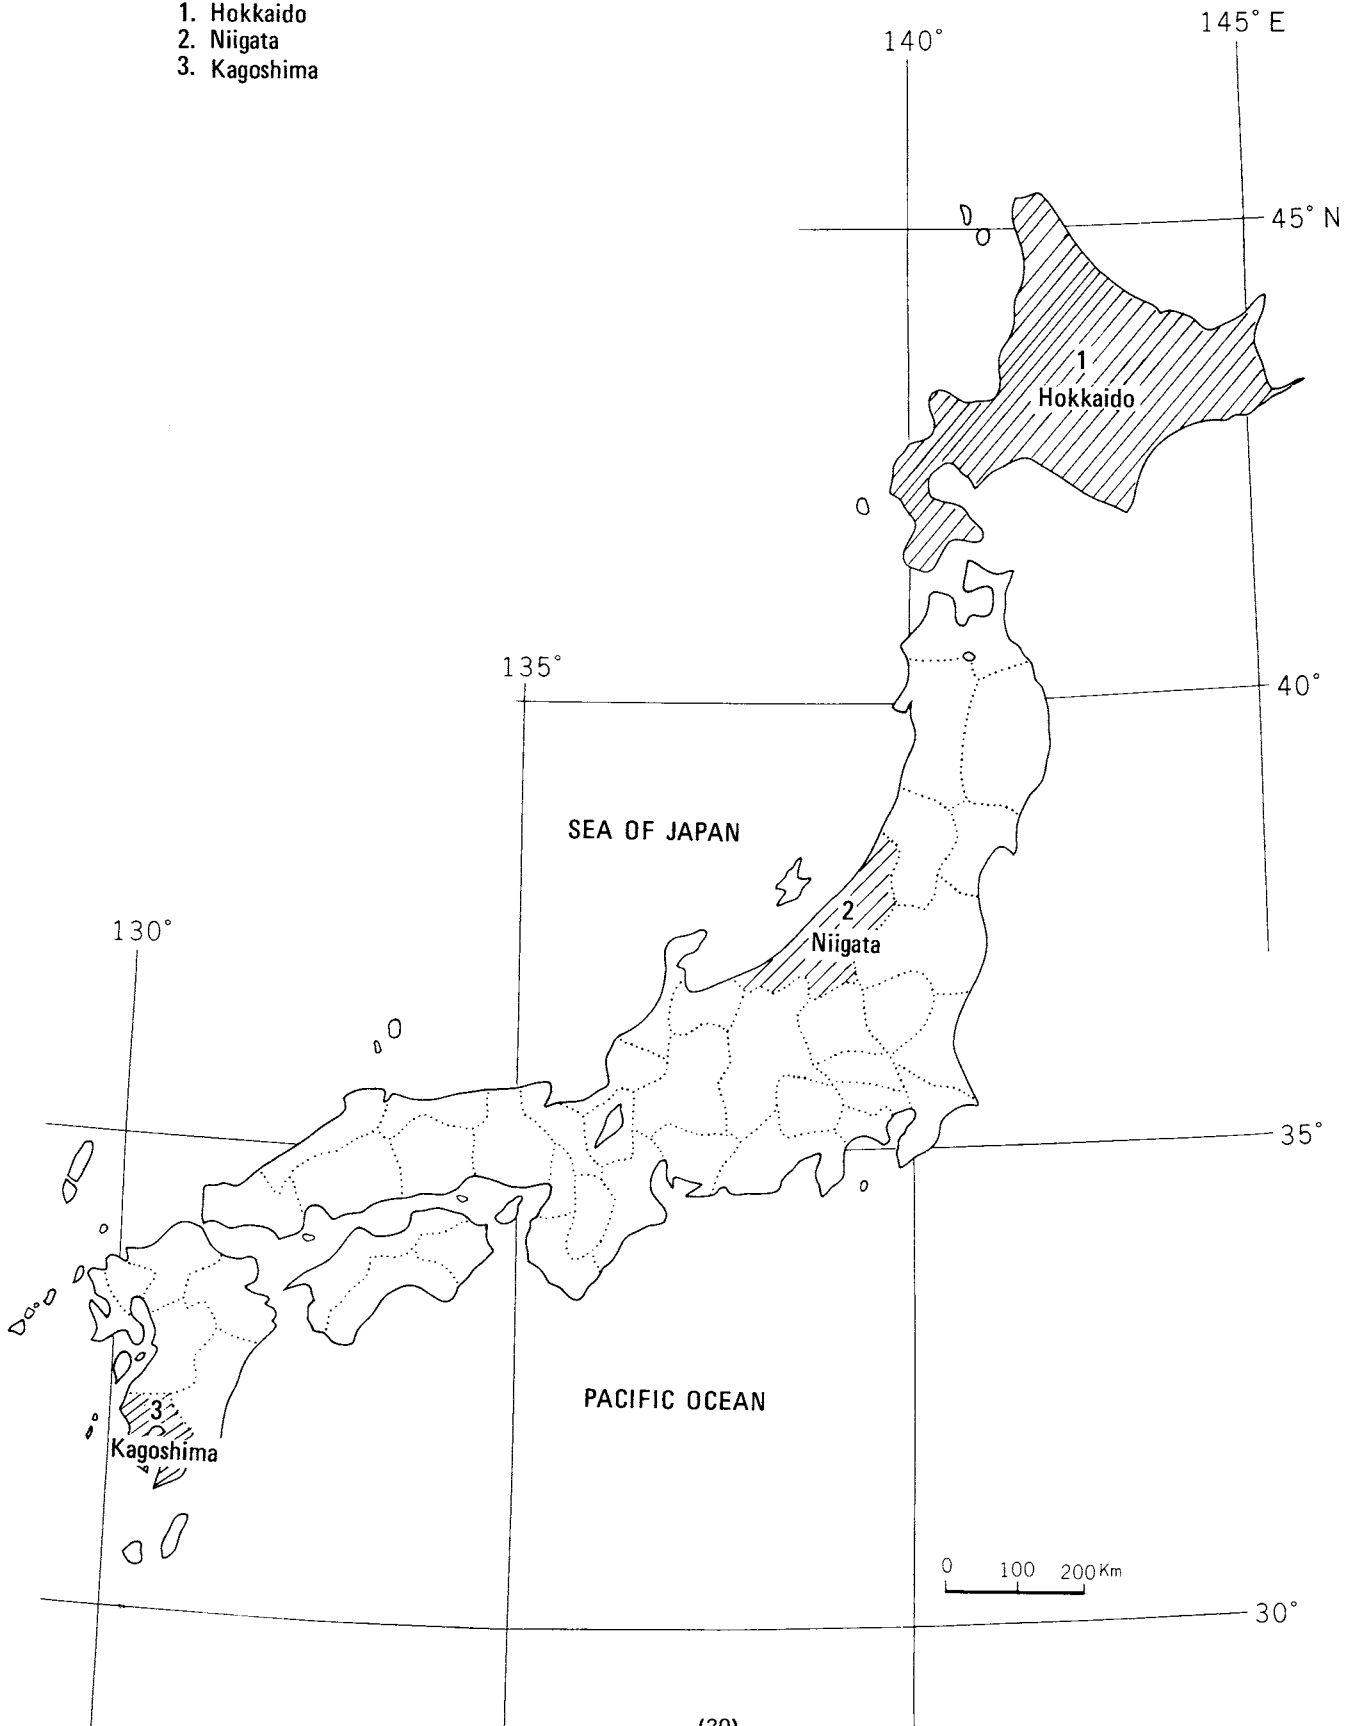 1. Hokkaido
2. Niigata
3. Kagoshima
140°
145° E
45° N
1
Hokkaido
135°
40°
SEA OF JAPAN
2
Niigata
130°
35°
PACIFIC OCEAN
3
Kagoshima
0 100 200 Km
30°